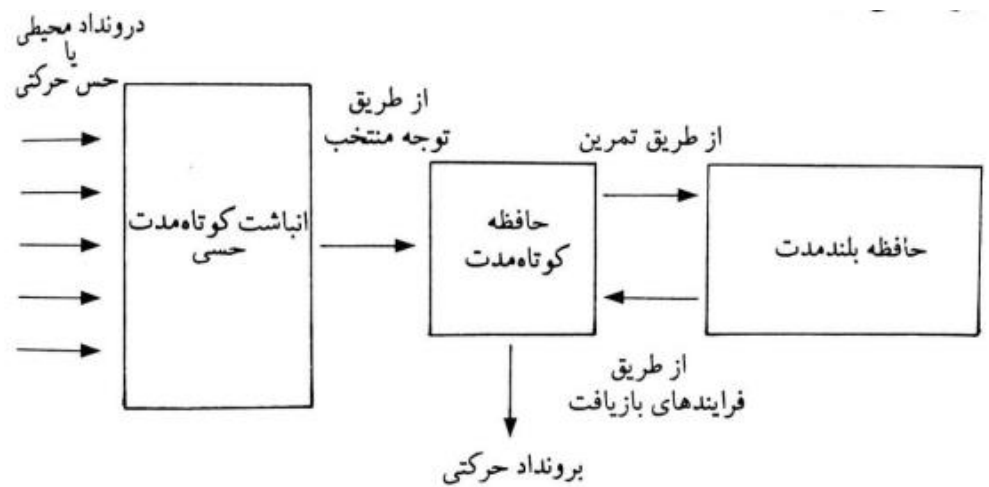 درونداد محیطی
یا
حس حرکتی
انباشت کوتاه‌مدت
حسی
از طریق
توجه منتخب
حافظه
کوتاه‌مدت
از طریق تمرین
حافظه بلندمدت
از طریق
فرایندهای بازیافت
برونداد حرکتی